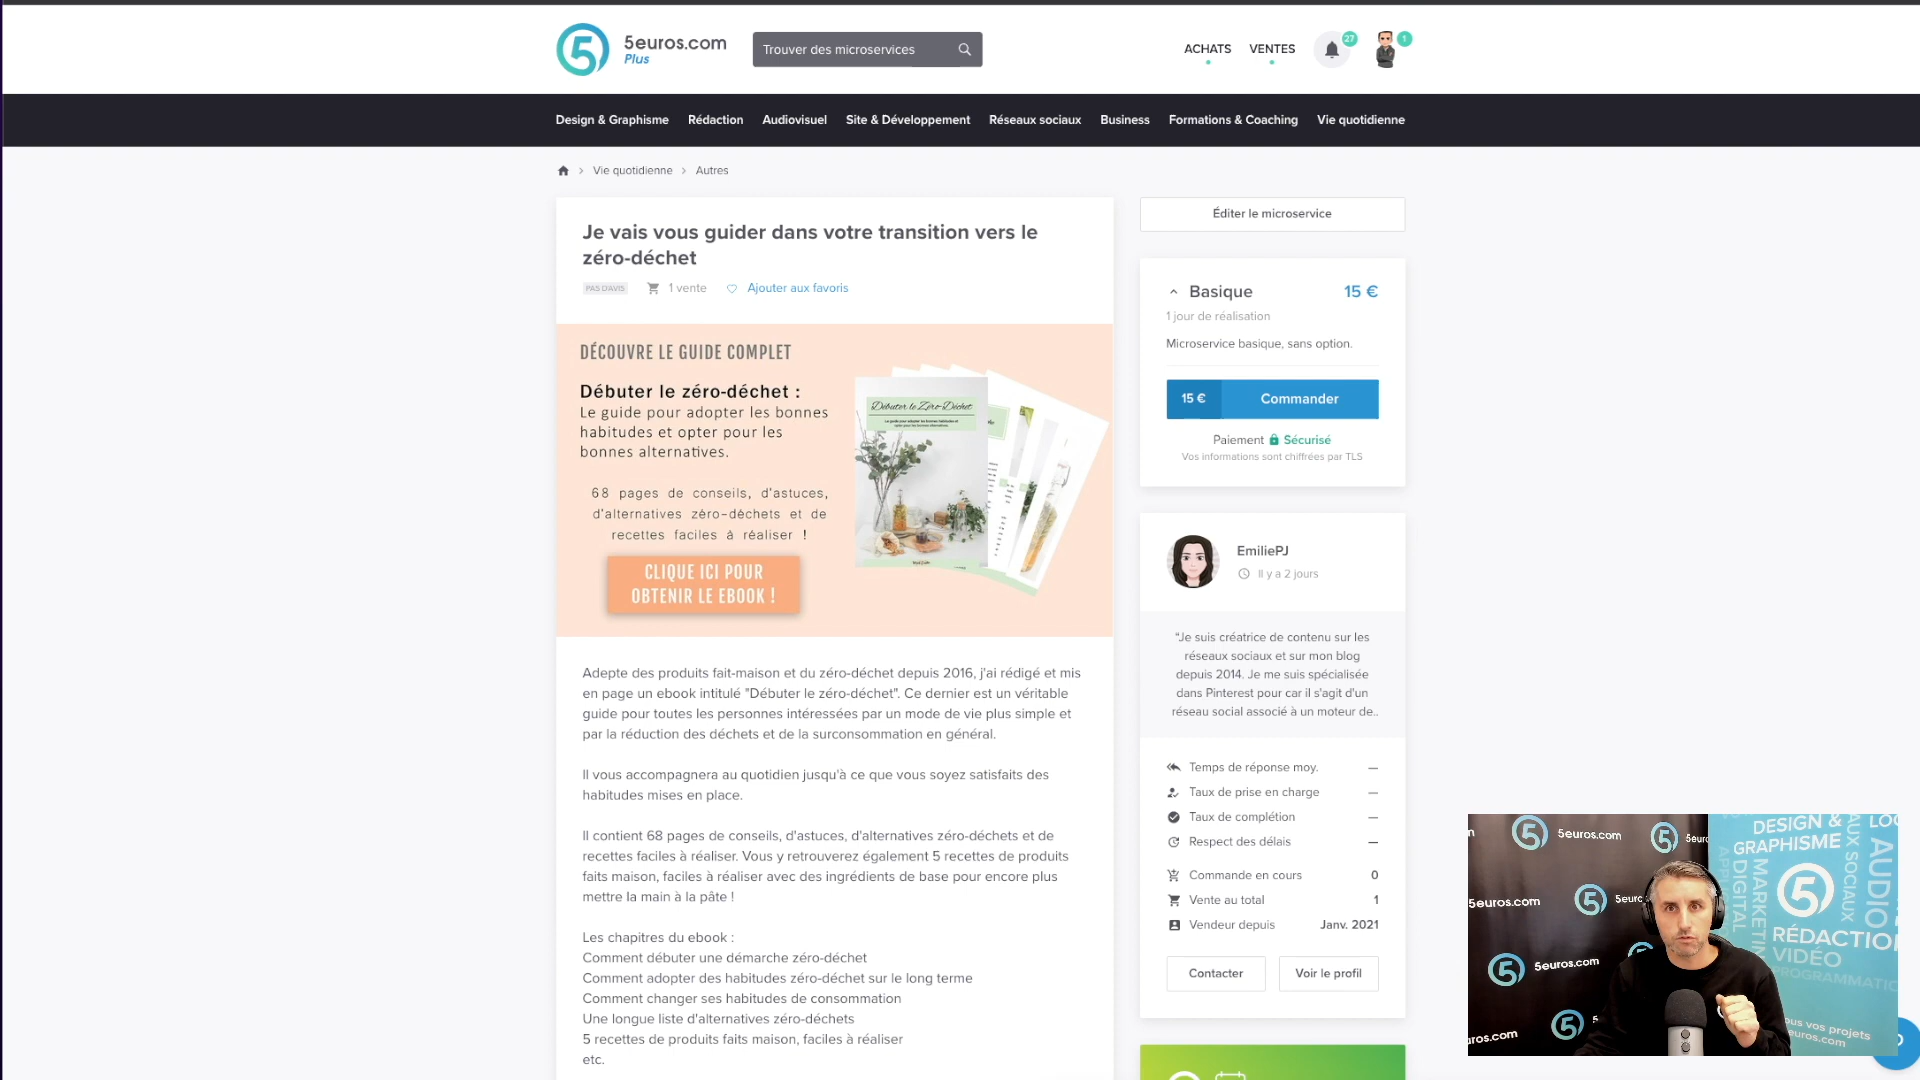 5euros.com
Plus
Trouver des microservices
ACHATS
VENTES
27
1
Design & Graphisme
Rédaction
Audiovisuel
Site & Développement
Réseaux sociaux
Business
Formations & Coaching
Vie quotidienne
Vie quotidienne
Autres
Je vais vous guider dans votre transition vers le
zéro-déchet
PAS D'AVIS
1 vente
Ajouter aux favoris
DÉCOUVRE LE GUIDE COMPLET
Débuter le zéro-déchet :
Le guide pour adopter les bonnes
habitudes et opter pour les
bonnes alternatives.
68 pages de conseils, d'astuces,
d'alternatives zéro-déchets et de
recettes faciles à réaliser !
CLIQUE ICI POUR
OBTENIR LE EBOOK !
Débuter le Zéro-Déchet
Adepte des produits fait-maison et du zéro-déchet depuis 2016, j'ai rédigé et mis
en page un ebook intitulé "Débuter le zéro-déchet". Ce dernier est un véritable
guide pour toutes les personnes intéressées par un mode de vie plus simple et
par la réduction des déchets et de la surconsommation en général.
Il vous accompagnera au quotidien jusqu'à ce que vous soyez satisfaits des
habitudes mises en place.
Il contient 68 pages de conseils, d'astuces, d'alternatives zéro-déchets et de
recettes faciles à réaliser. Vous y retrouverez également 5 recettes de produits
faits maison, faciles à réaliser avec des ingrédients de base pour encore plus
mettre la main à la pâte !
Les chapitres du ebook :
Comment débuter une démarche zéro-déchet
Comment adopter des habitudes zéro-déchet sur le long terme
Comment changer ses habitudes de consommation
Une longue liste d'alternatives zéro-déchets
5 recettes de produits faits maison, faciles à réaliser
etc.
Éditer le microservice
Basique 15 €
1 jour de réalisation
Microservice basique, sans option.
15 € Commander
Paiement Sécurisé
Vos informations sont chiffrées par TLS
EmiliePJ
Il y a 2 jours
“Je suis créatrice de contenu sur les
réseaux sociaux et sur mon blog
depuis 2014. Je me suis spécialisée
dans Pinterest pour car il s'agit d'un
réseau social associé à un moteur de..
Temps de réponse moy. —
Taux de prise en charge —
Taux de complétion —
Respect des délais —
Commande en cours 0
Vente au total 1
Vendeur depuis Janv. 2021
Contacter
Voir le profil
5euros.com
5euros.com
5euros.com
5euros.com
DESIGN &
GRAPHISME
MARKETING
DIGITAL
AUX SOCIAUX
AUDIO
RÉDACTION
VIDÉO
PROGRAMMATI
ous vos projets
euros.com